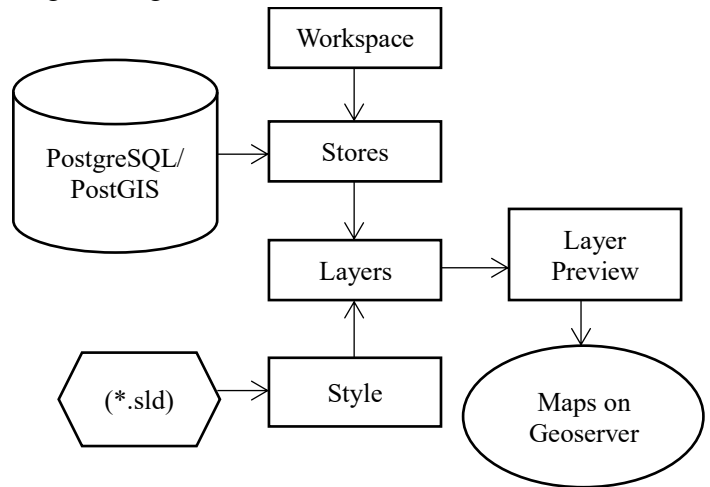 Workspace
PostgreSQL/
PostGIS
Stores
Layers
Layer
Preview
(*.sld)
Style
Maps on
Geoserver